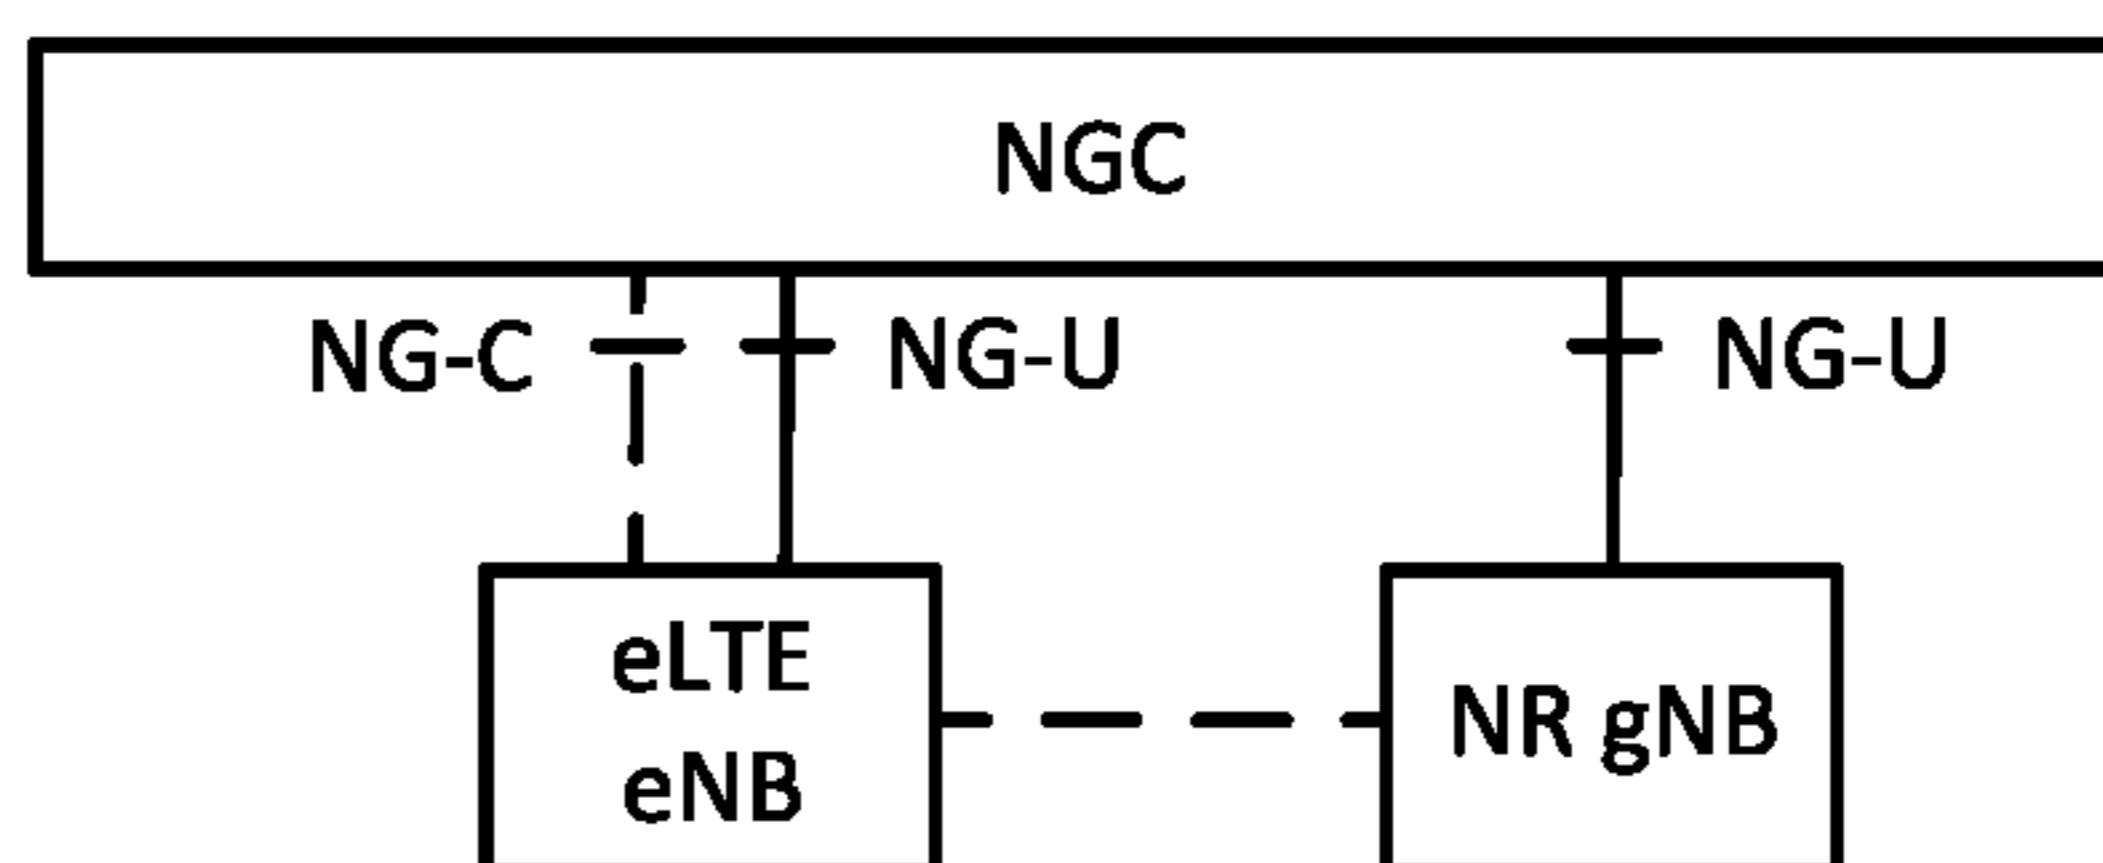 NGC
NG-C
NG-U
NG-U
eLTE
eNB
NR gNB